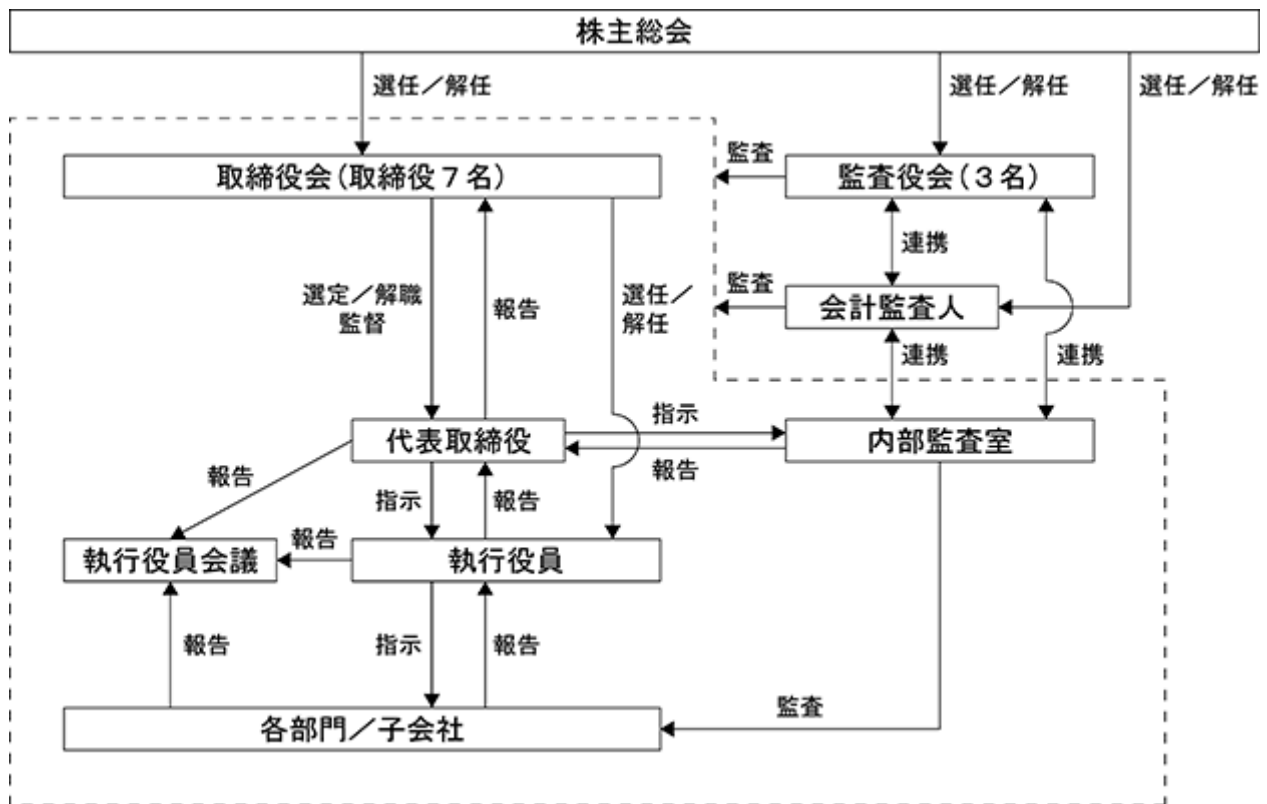 株主総会
選任／解任
選任／解任
選任／解任
取締役会（取締役７名）
監査
監査役会（３名）
連携
選定／解職
監督
報告
選任／
解任
監査
会計監査人
連携
連携
代表取締役
指示
報告
内部監査室
報告
指示
報告
執行役員会議
報告
執行役員
報告
指示
報告
監査
各部門／子会社